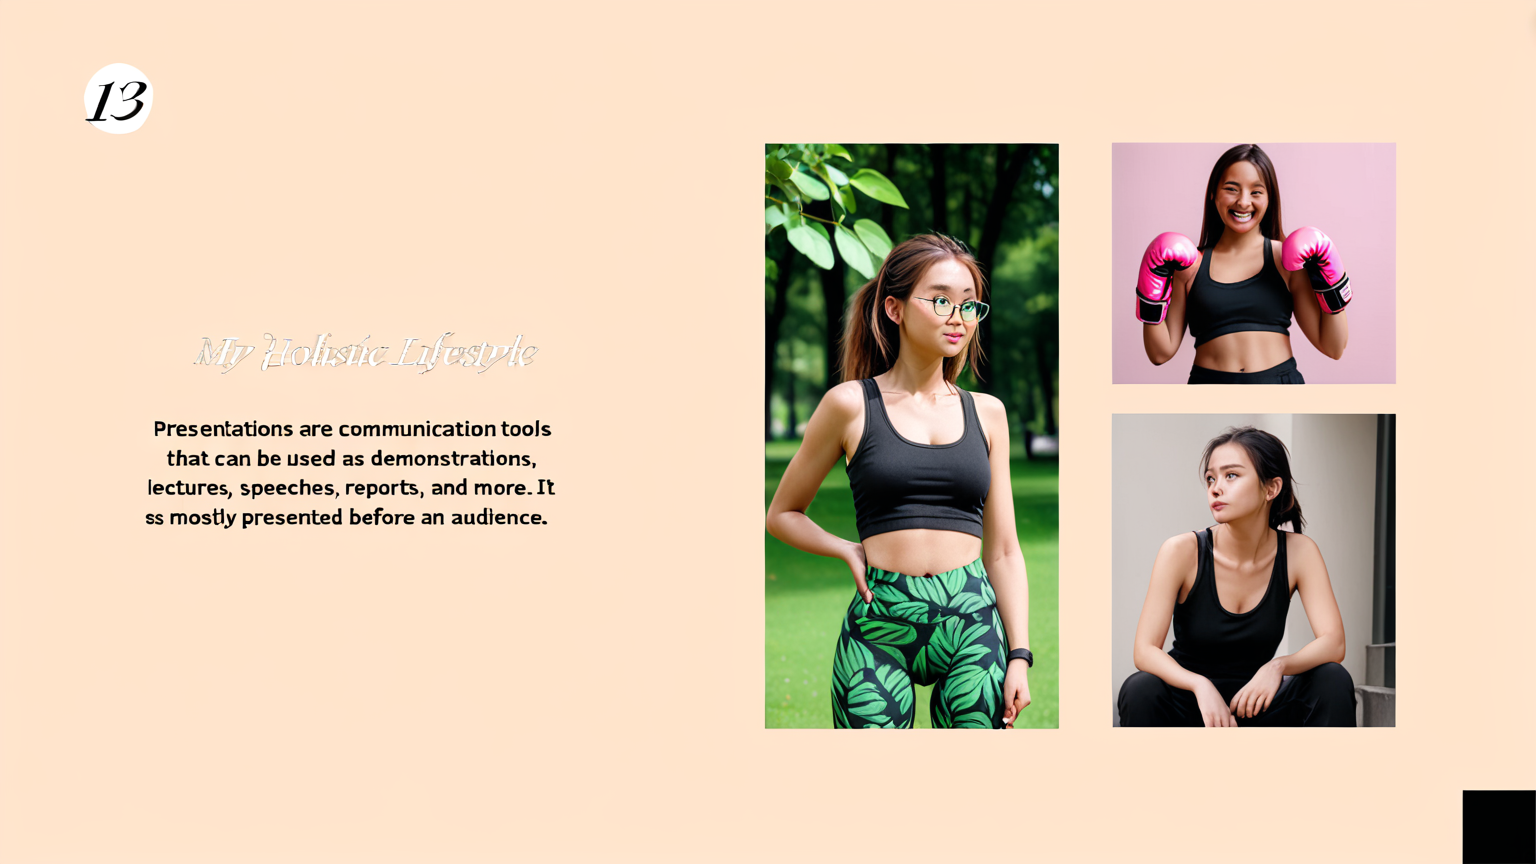 13
My Holistic Lifestyle
Presentations are communication tools
that can be used as demonstrations,
lectures, speeches, reports, and more. It
ss mostly presented before an audience.